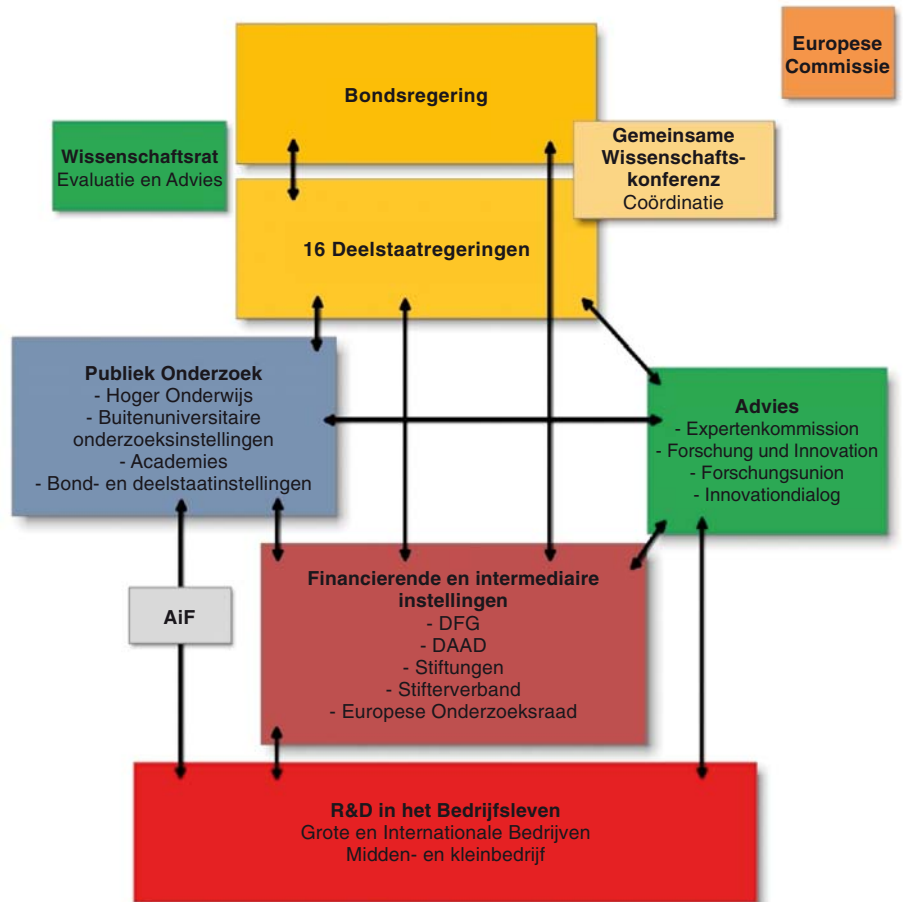 Europese
Commissie
Bondsregering
Wissenschaftsrat
Evaluatie en Advies
Gemeinsame
Wissenschafts-
konferenz
Coördinatie
16 Deelstaatregeringen
Publiek Onderzoek
- Hoger Onderwijs
- Buitenuniversitaire
onderzoeksinstellingen
- Academies
- Bond- en deelstaatinstellingen
Advies
- Expertenkommission
- Forschung und Innovation
- Forschungsunion
- Innovationdialog
Financierende en intermediaire
instellingen
- DFG
- DAAD
- Stiftungen
- Stifterverband
- Europese Onderzoeksraad
AiF
R&D in het Bedrijfsleven
Grote en Internationale Bedrijven
Midden- en kleinbedrijf